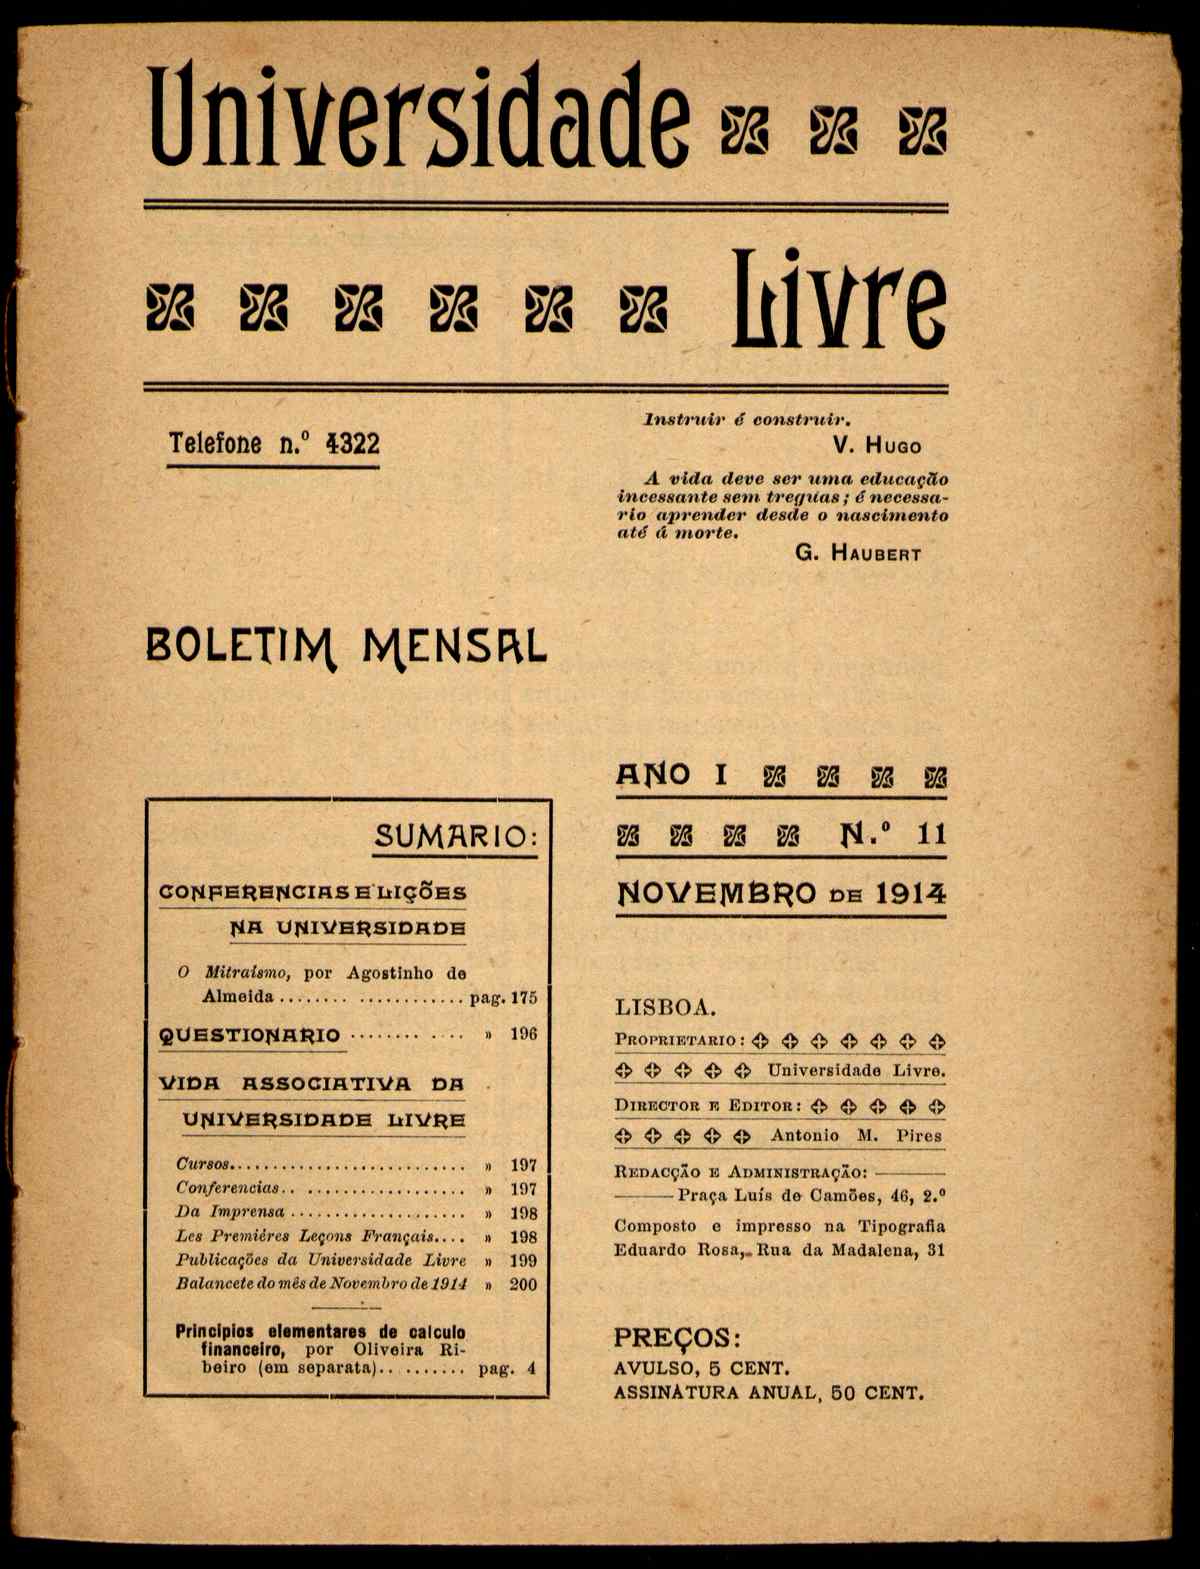 Universidade
Livre
Telefone n.º 4322
Instruir é construir.
V. HUGO
A vida deve ser uma educação
incessante sem treguas; é necessa-
rio aprender desde o nascimento
até á morte.
G. HAUBERT
BOLETIM MENSAL
SUMARIO:
CONFERENCIAS E LIÇÕES
NA UNIVERSIDADE
O Mitraismo, por Agostinho de
Almeida ........ ............ pag. 175
QUESTIONARIO ........ .... » 196
VIDA ASSOCIATIVA DA
UNIVERSIDADE LIVRE
Cursos.......................... » 197
Conferencias.. .................. » 197
Da Imprensa .................... » 198
Les Premiéres Leçons Français.... » 198
Publicações da Universidade Livre » 199
Balancete do mês de Novembro de 1914 » 200
Principios elementares de calculo
financeiro, por Oliveira Ri-
beiro (em separata).. ......... pag. 4
ANO I
N.º 11
NOVEMBRO DE 1914
LISBOA.
PROPRIETARIO:
Universidade Livre.
DIRECTOR E EDITOR:
Antonio M. Pires
REDACÇÃO E ADMINISTRAÇÃO:
Praça Luís de Camões, 46, 2.º
Composto e impresso na Tipografia
Eduardo Rosa, Rua da Madalena, 31
PREÇOS:
AVULSO, 5 CENT.
ASSINATURA ANUAL, 50 CENT.